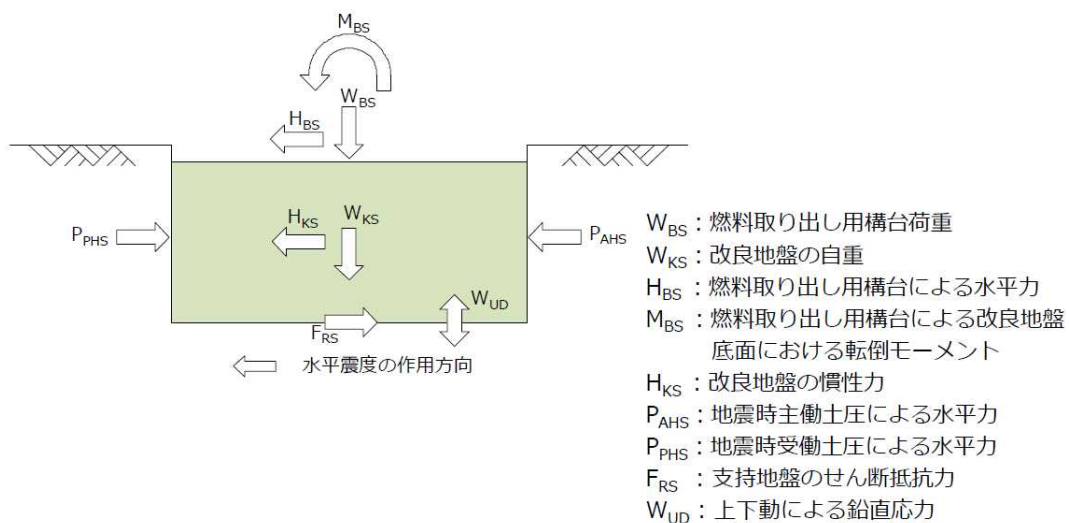 M_BS
W_BS
H_BS
H_KS
W_KS
P_PHS
P_AHS
W_UD
F_RS
水平震度の作用方向
W_BS：燃料取り出し用構台荷重
W_KS：改良地盤の自重
H_BS：燃料取り出し用構台による水平力
M_BS：燃料取り出し用構台による改良地盤
底面における転倒モーメント
H_KS：改良地盤の慣性力
P_AHS：地震時主働土圧による水平力
P_PHS：地震時受働土圧による水平力
F_RS ：支持地盤のせん断抵抗力
W_UD：上下動による鉛直応力